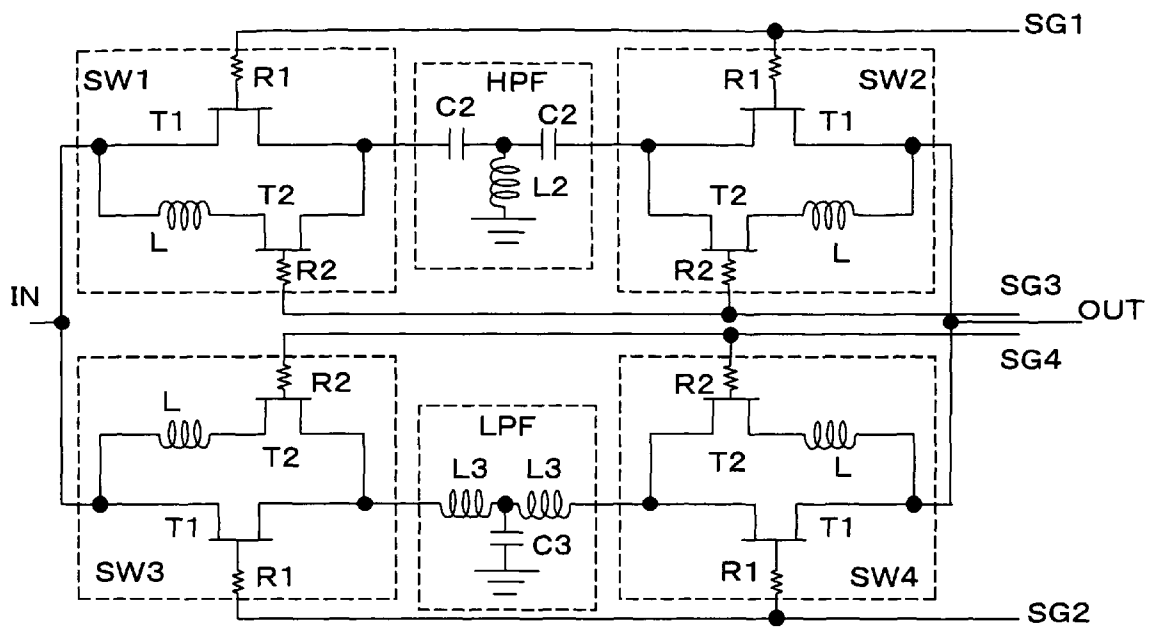 SG1
SW1
R1
HPF
R1
SW2
C2
C2
T1
T1
L2
T2
T2
L
R2
R2
L
IN
SG3
OUT
SG4
R2
R2
L
LPF
T2
L3
L3
T2
L
T1
C3
T1
SW3
R1
R1
SW4
SG2